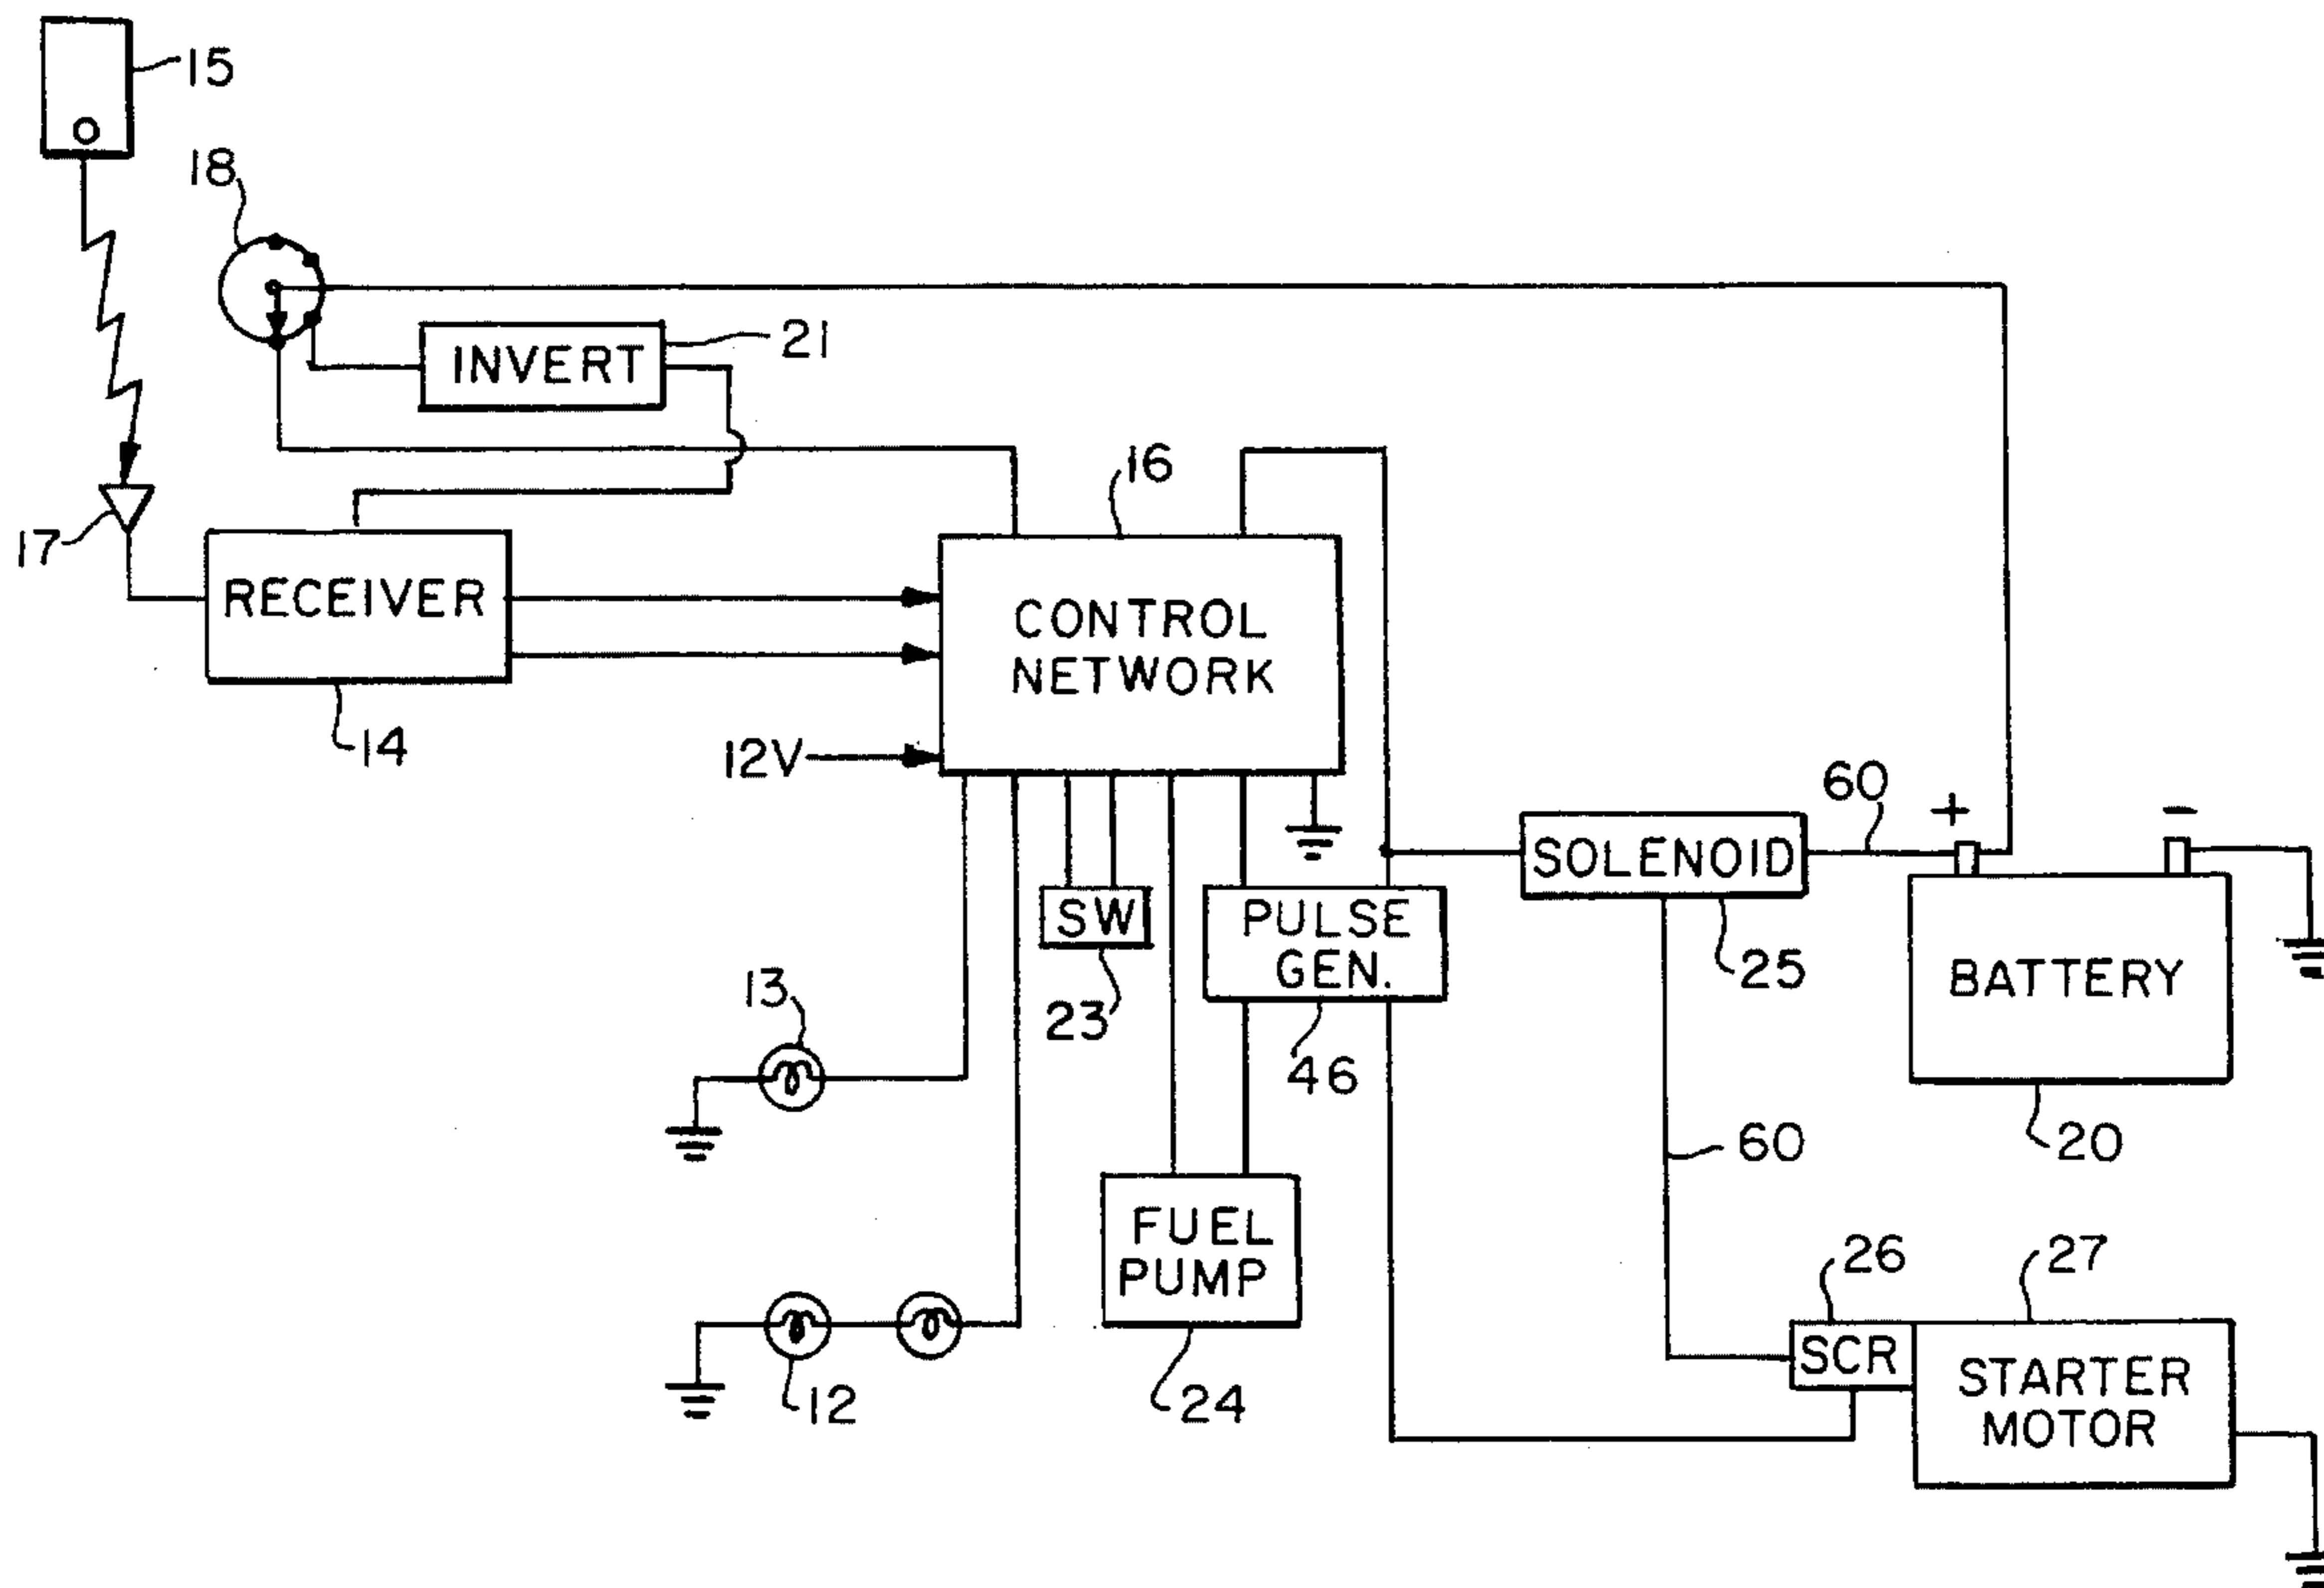 15
18
INVERT
21
16
17
RECEIVER
14
CONTROL
NETWORK
12V
60
+
−
SOLENOID
25
BATTERY
20
SW
23
PULSE
GEN.
46
13
60
FUEL
PUMP
24
12
26
27
SCR
STARTER
MOTOR